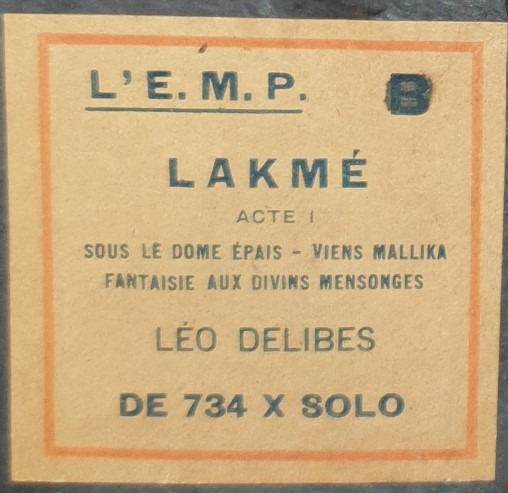 L'E.M.P. B
LAKMÉ
ACTE I
SOUS LE DOME ÉPAIS - VIENS MALLIKA
FANTAISIE AUX DIVINS MENSONGES
LÉO DELIBES
DE 734 X SOLO